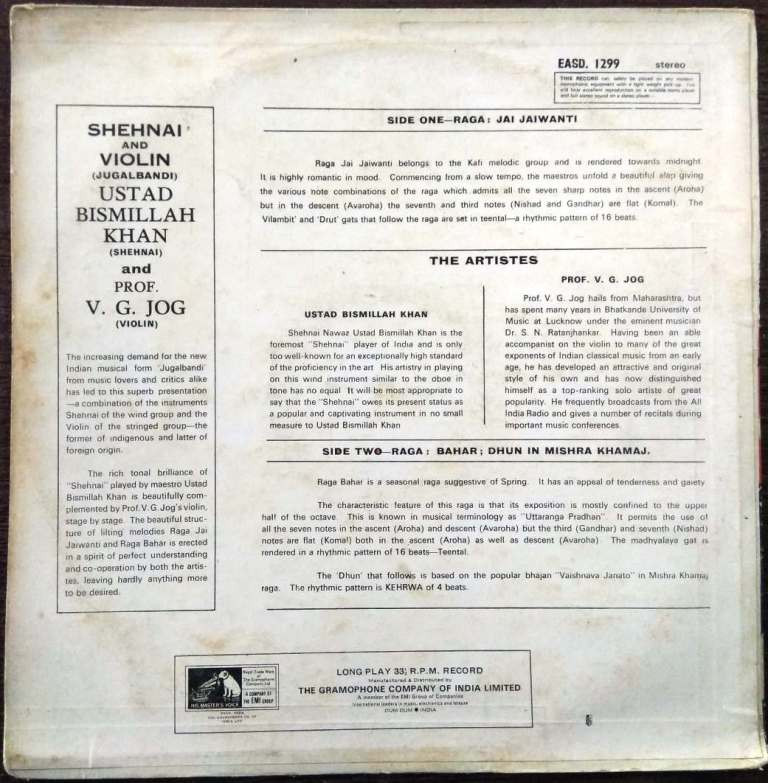 EASD. 1299 stereo
THIS RECORD can safely be played on any modern
SIDE ONE—RAGA: JAI JAIWANTI
Raga Jai Jaiwanti belongs to the Kafi melodic group and is rendered towards midnight.
It is highly romantic in mood. Commencing from a slow tempo, the maestros unfold a beautiful alap giving
the various note combinations of the raga which admits all the seven sharp notes in the ascent (Aroha)
but in the descent (Avaroha) the seventh and third notes (Nishad and Gandhar) are flat (Komal). The
'Vilambit' and 'Drut' gats that follow the raga are set in teental—a rhythmic pattern of 16 beats.
SHEHNAI
AND
VIOLIN
(JUGALBANDI)
USTAD
BISMILLAH
KHAN
(SHEHNAI)
and
PROF.
V. G. JOG
(VIOLIN)
The increasing demand for the new
Indian musical form 'Jugalbandi'
from music lovers and critics alike
has led to this superb presentation
—a combination of the instruments
Shehnai of the wind group and the
Violin of the stringed group—the
former of indigenous and latter of
foreign origin.
The rich tonal brilliance of
"Shehnai" played by maestro Ustad
Bismillah Khan is beautifully com-
plemented by Prof. V. G. Jog's violin,
stage by stage. The beautiful struc-
ture of lilting melodies Raga Jai
Jaiwanti and Raga Bahar is erected
in a spirit of perfect understanding
and co-operation by both the artis-
tes, leaving hardly anything more
to be desired.
THE ARTISTES
USTAD BISMILLAH KHAN
Shehnai Nawaz Ustad Bismillah Khan is the
foremost "Shehnai" player of India and is only
too well-known for an exceptionally high standard
of the proficiency in the art His artistry in playing
on this wind instrument similar to the oboe in
tone has no equal It will be most appropriate to
say that the "Shehnai" owes its present status as
a popular and captivating instrument in no small
measure to Ustad Bismillah Khan
PROF. V. G. JOG
Prof. V. G. Jog hails from Maharashtra, but
has spent many years in Bhatkande University of
Music at Lucknow under the eminent musician
Dr. S. N. Ratanjhankar. Having been an able
accompanist on the violin to many of the great
exponents of Indian classical music from an early
age, he has developed an attractive and original
style of his own and has now distinguished
himself as a top-ranking solo artiste of great
popularity. He frequently broadcasts from the All
India Radio and gives a number of recitals during
important music conferences.
SIDE TWO—RAGA: BAHAR; DHUN IN MISHRA KHAMAJ.
Raga Bahar is a seasonal raga suggestive of Spring. It has an appeal of tenderness and gaiety
The characteristic feature of this raga is that its exposition is mostly confined to the upper
half of the octave. This is known in musical terminology as "Uttaranga Pradhan". It permits the use of
all the seven notes in the ascent (Aroha) and descent (Avaroha) but the third (Gandhar) and seventh (Nishad)
notes are flat (Komal) both in the ascent (Aroha) as well as descent (Avaroha) The madhyalaya gat is
rendered in a rhythmic pattern of 16 beats—Teental.
The 'Dhun' that follows is based on the popular bhajan "Vaishnava Janato" in Mishra Khamaj
raga. The rhythmic pattern is KEHRWA of 4 beats.
HIS MASTER'S VOICE
A COMPANY OF
THE EMI GROUP
LONG PLAY 33⅓ R.P.M. RECORD
Manufactured & Distributed by
THE GRAMOPHONE COMPANY OF INDIA LIMITED
A member of the EMI Group of Companies
International leaders in music, electronics and leisure
DUM DUM ● INDIA